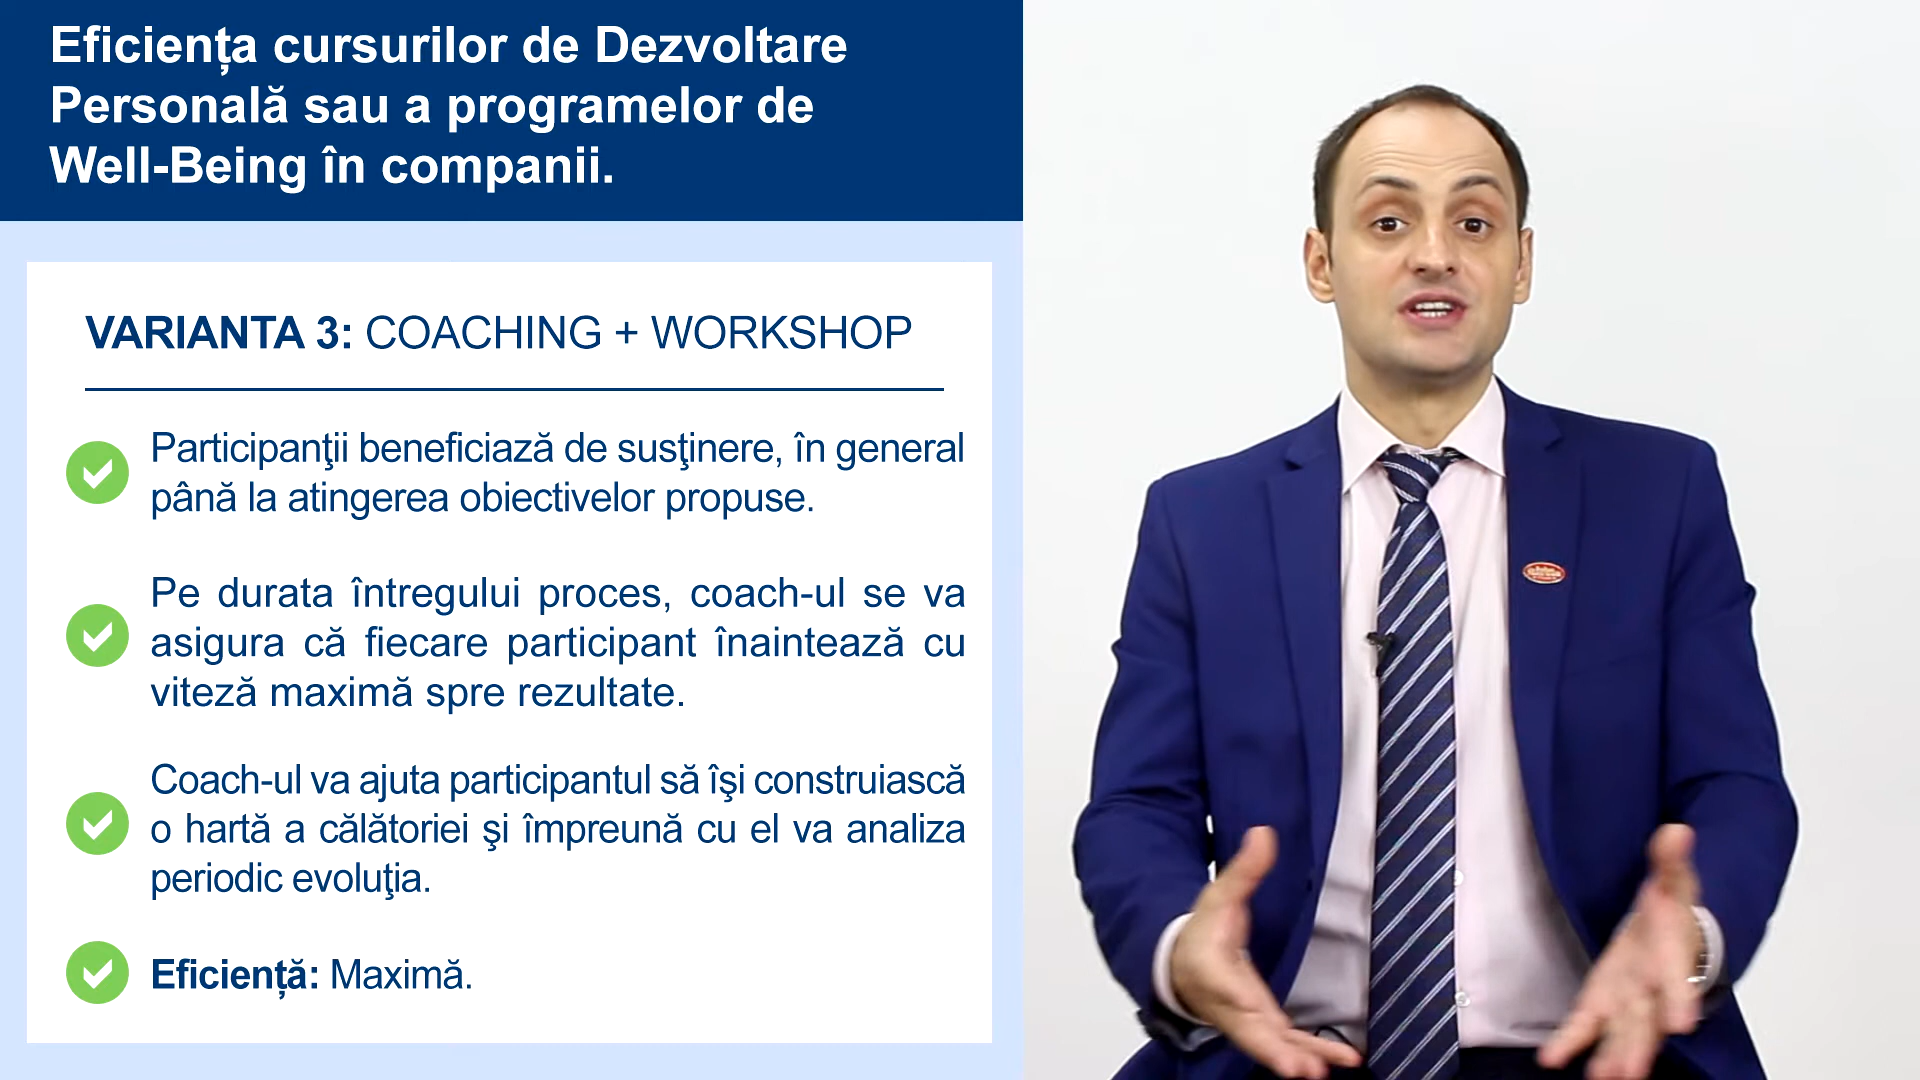 Eficiența cursurilor de Dezvoltare
Personală sau a programelor de
Well-Being în companii.
VARIANTA 3: COACHING + WORKSHOP
Participanţii beneficiază de susţinere, în general
până la atingerea obiectivelor propuse.
Pe durata întregului proces, coach-ul se va
asigura că fiecare participant înaintează cu
viteză maximă spre rezultate.
Coach-ul va ajuta participantul să îşi construiască
o hartă a călătoriei şi împreună cu el va analiza
periodic evoluţia.
Eficiență: Maximă.